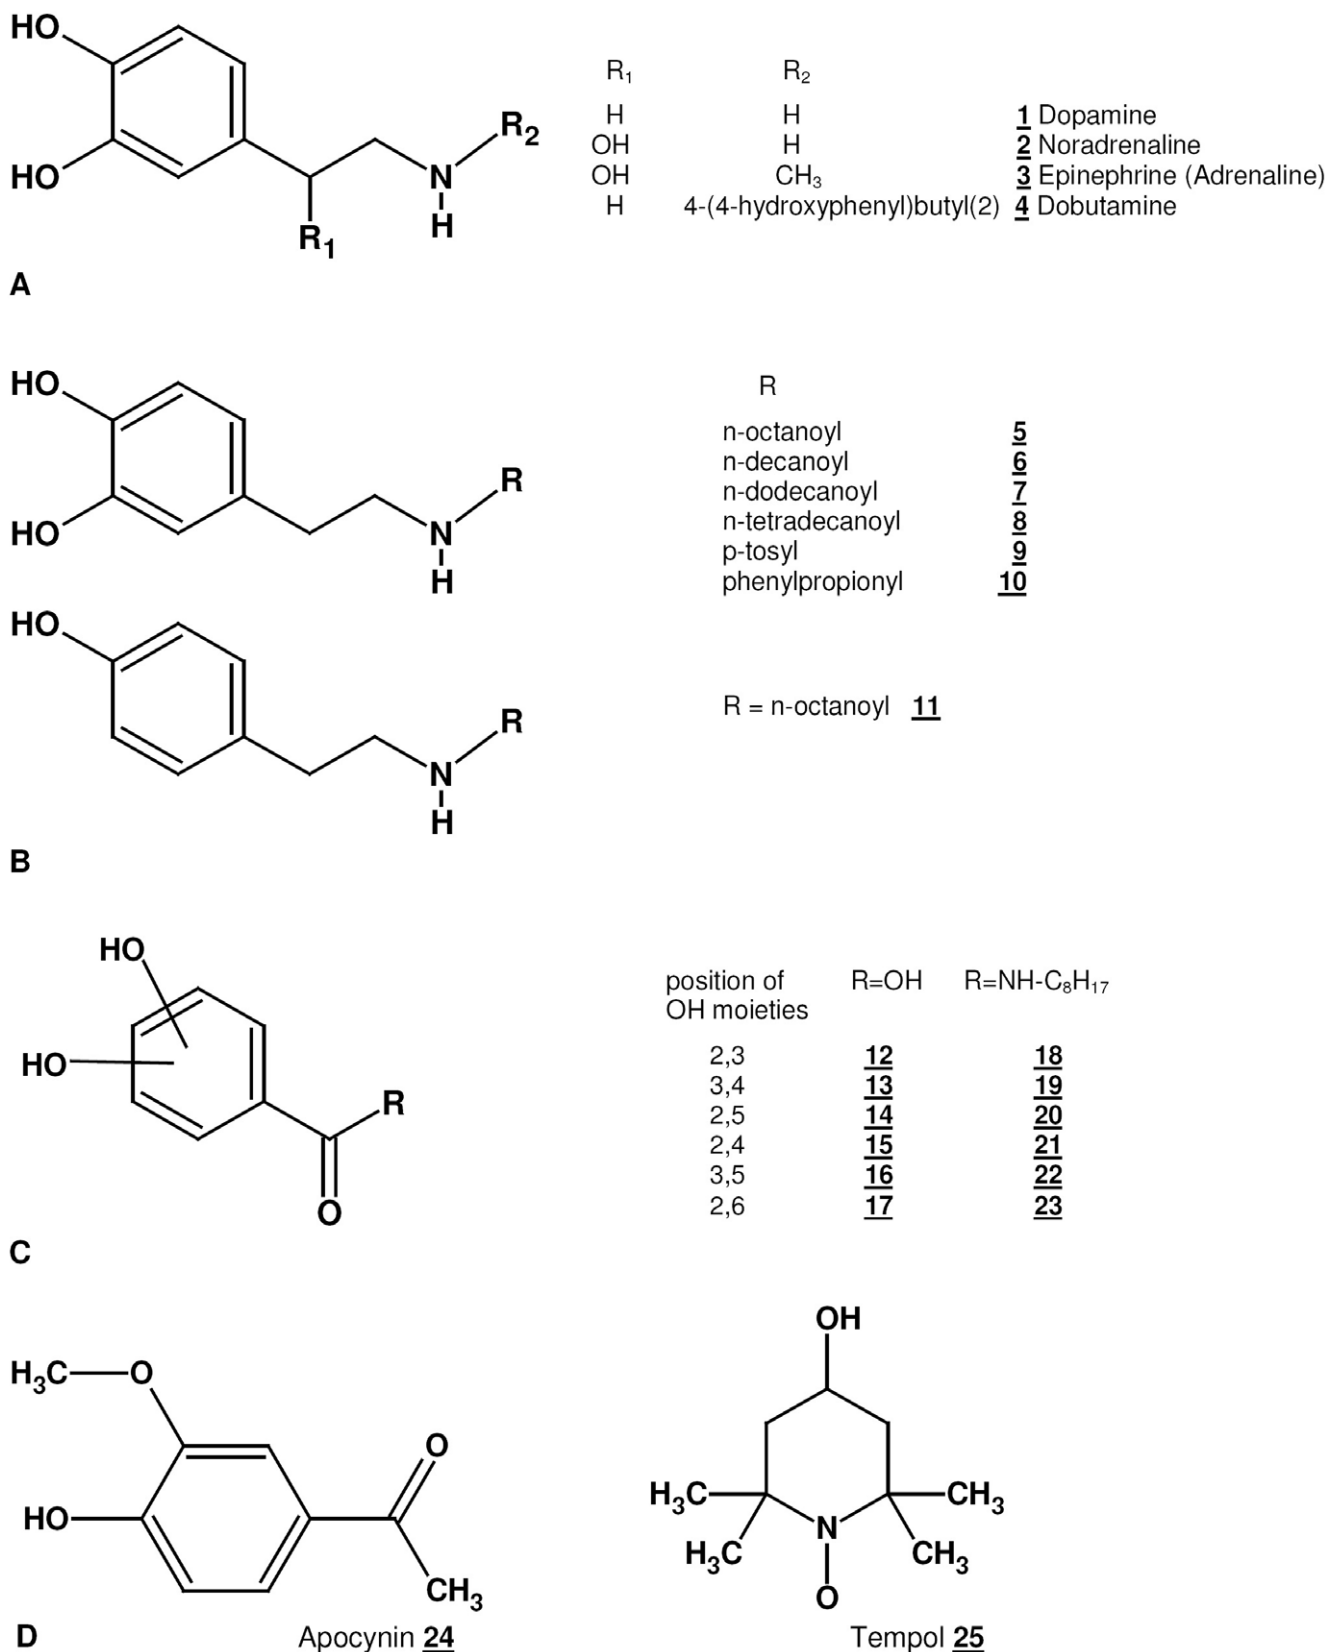 HO
R₁ R₂
H H 1 Dopamine
OH H 2 Noradrenaline
R₂
HO N OH CH₃ 3 Epinephrine (Adrenaline)
H H 4-(4-hydroxyphenyl)butyl(2) 4 Dobutamine
R₁
A
HO R
n-octanoyl 5
n-decanoyl 6
R n-dodecanoyl 7
HO N n-tetradecanoyl 8
p-tosyl 9
H phenylpropionyl 10
HO
R R = n-octanoyl 11
N
H
B
HO
position of R=OH R=NH-C₈H₁₇
OH moieties
HO 2,3 12 18
R 3,4 13 19
2,5 14 20
2,4 15 21
3,5 16 22
O 2,6 17 23
C
OH
H₃C O
O
H₃C CH₃
HO N
H₃C CH₃
CH₃ O
D Apocynin 24 Tempol 25